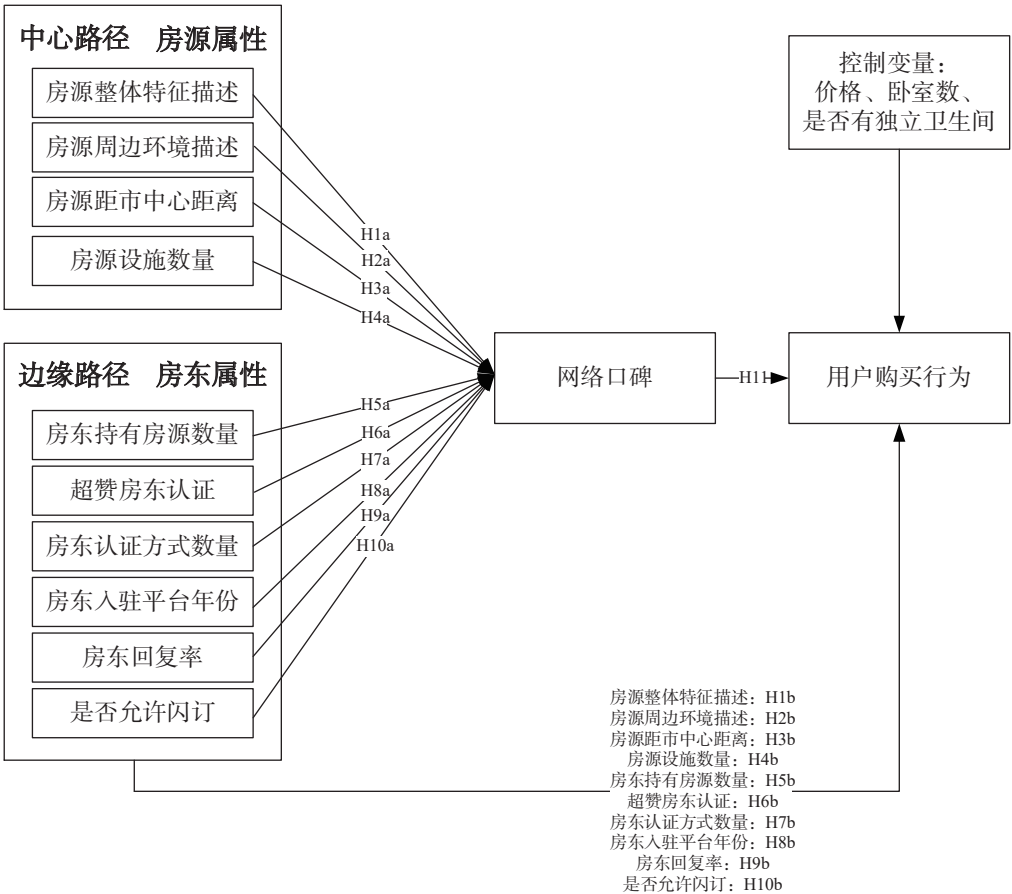 中心路径 房源属性
房源整体特征描述
房源周边环境描述
房源距市中心距离
房源设施数量
边缘路径 房东属性
房东持有房源数量
超赞房东认证
房东认证方式数量
房东入驻平台年份
房东回复率
是否允许闪订
H1a
H2a
H3a
H4a
H5a
H6a
H7a
H8a
H9a
H10a
网络口碑
H11
控制变量：
价格、卧室数、
是否有独立卫生间
用户购买行为
房源整体特征描述：H1b
房源周边环境描述：H2b
房源距市中心距离：H3b
房源设施数量：H4b
房东持有房源数量：H5b
超赞房东认证：H6b
房东认证方式数量：H7b
房东入驻平台年份：H8b
房东回复率：H9b
是否允许闪订：H10b